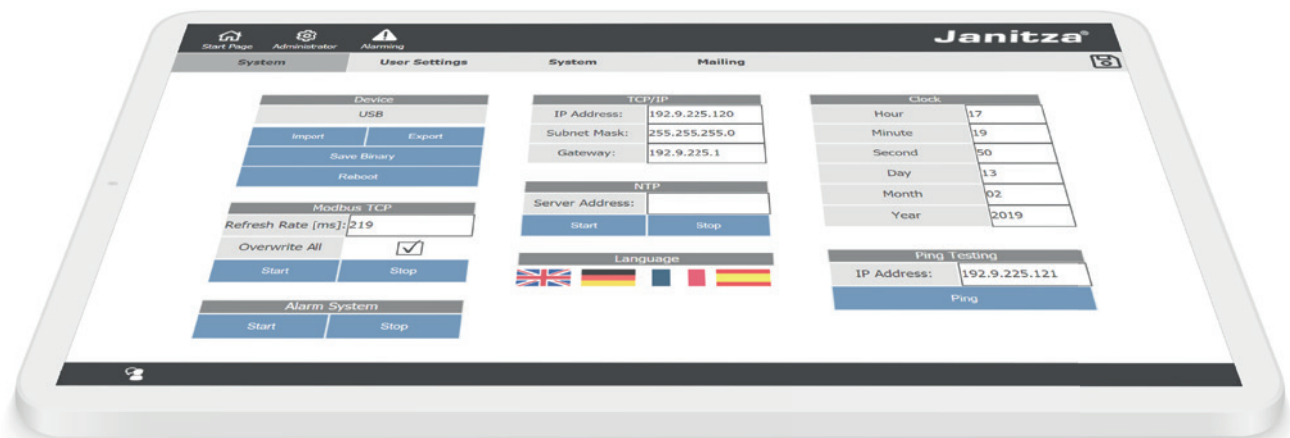 Start Page
Administrator
Alarming
Janitza®
System
User Settings
System
Mailing
Device
USB
Import
Export
Save Binary
Reboot
Modbus TCP
Refresh Rate [ms]: 219
Overwrite All
Start
Stop
Alarm System
Start
Stop
TCP/IP
IP Address: 192.9.225.120
Subnet Mask: 255.255.255.0
Gateway: 192.9.225.1
NTP
Server Address:
Start
Stop
Language
Clock
Hour 17
Minute 19
Second 50
Day 13
Month 02
Year 2019
Ping Testing
IP Address: 192.9.225.121
Ping